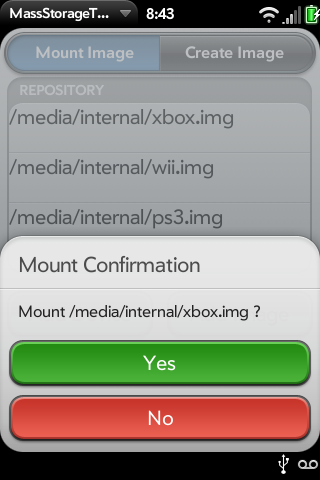 MassStorageT... 8:43
Mount Image Create Image
REPOSITORY
/media/internal/xbox.img
/media/internal/wii.img
/media/internal/ps3.img
Mount Confirmation
Mount /media/internal/xbox.img ?
Yes
No